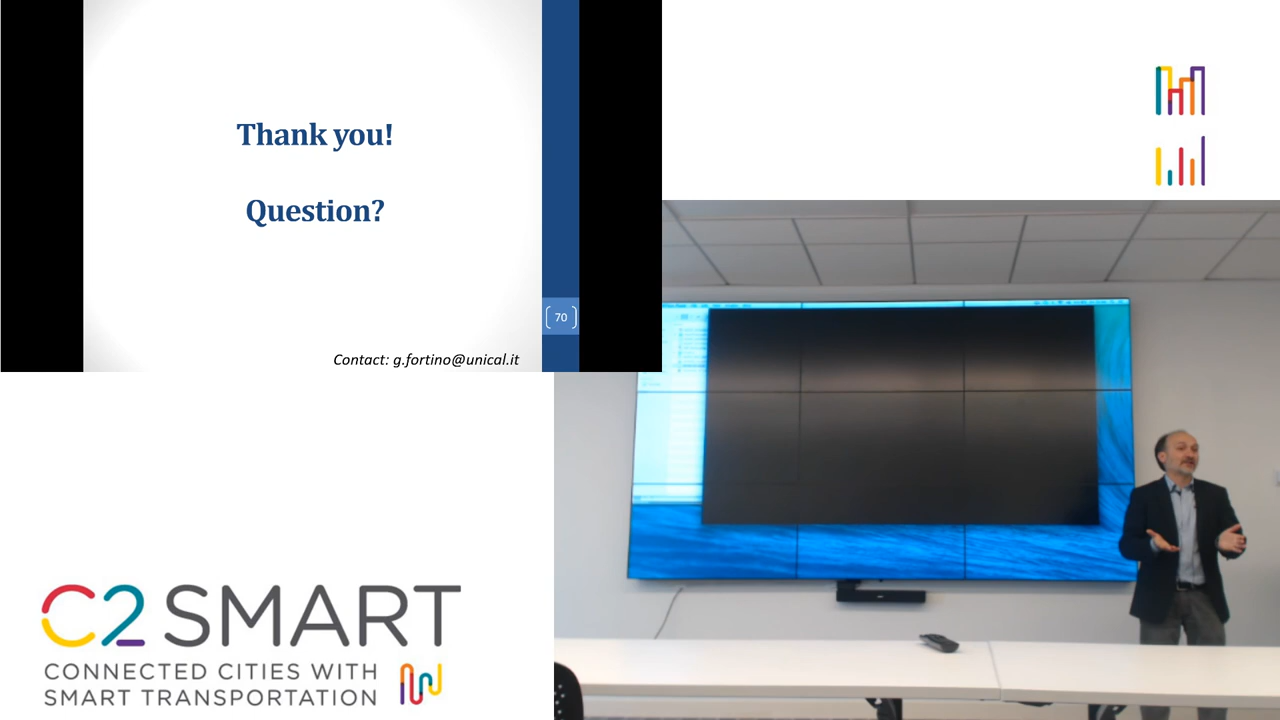 Thank you!
Question?
70
Contact: g.fortino@unical.it
C2 SMART
CONNECTED CITIES WITH
SMART TRANSPORTATION